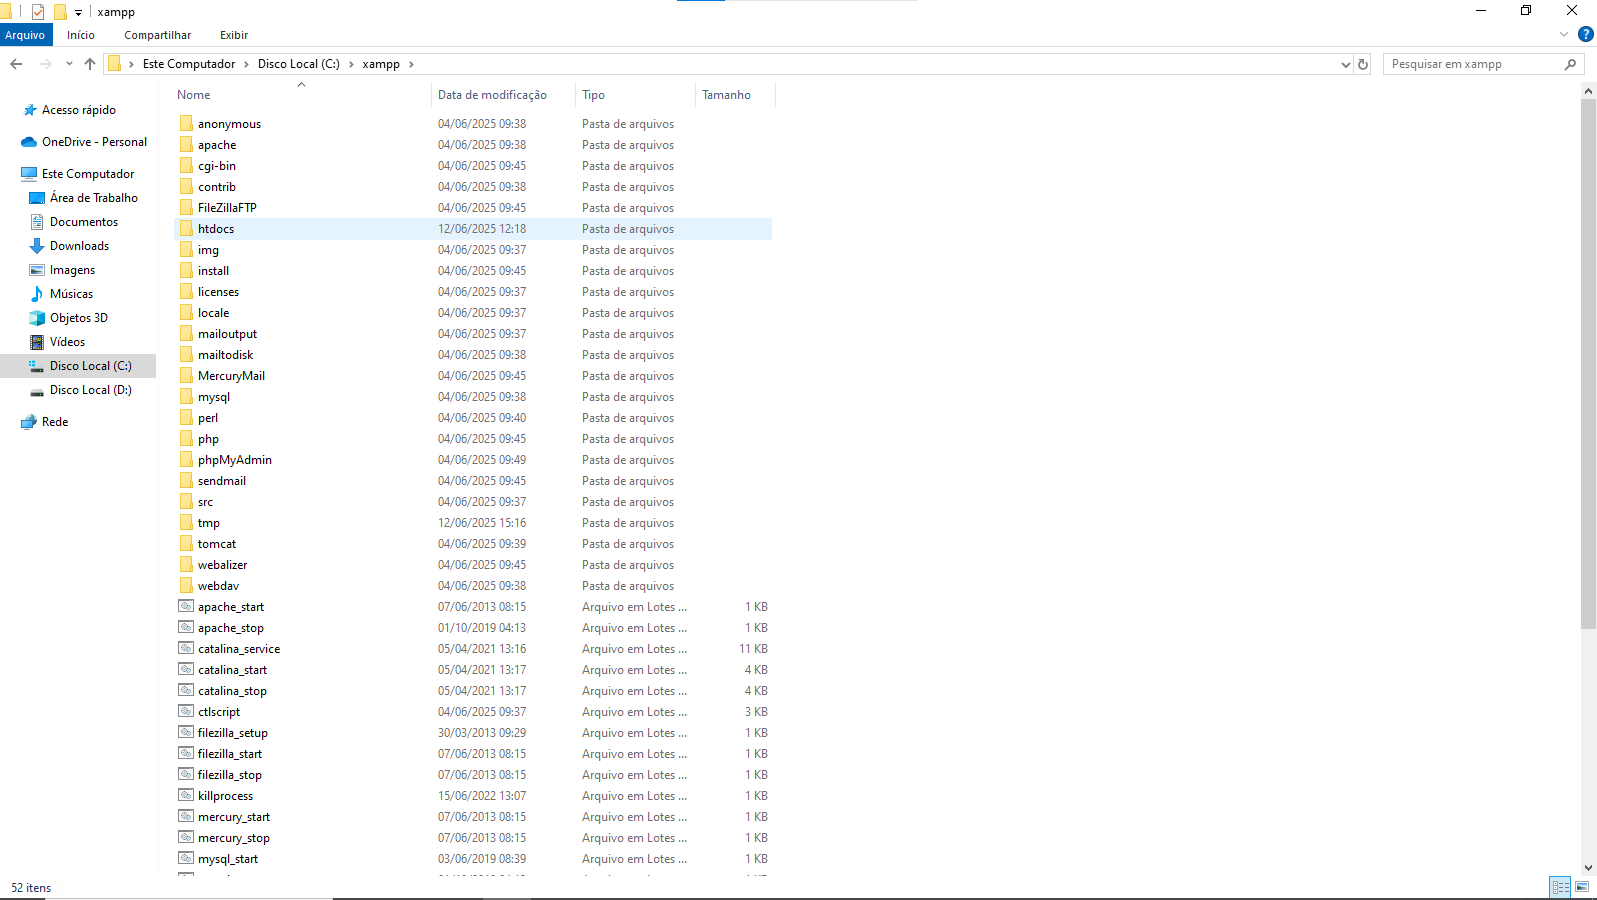 xampp
Arquivo Início Compartilhar Exibir
Este Computador Disco Local (C:) xampp Pesquisar em xampp
Nome Data de modificação Tipo Tamanho
Acesso rápido
OneDrive - Personal
Este Computador
Área de Trabalho
Documentos
Downloads
Imagens
Músicas
Objetos 3D
Vídeos
Disco Local (C:)
Disco Local (D:)
Rede
anonymous 04/06/2025 09:38 Pasta de arquivos
apache 04/06/2025 09:38 Pasta de arquivos
cgi-bin 04/06/2025 09:45 Pasta de arquivos
contrib 04/06/2025 09:38 Pasta de arquivos
FileZillaFTP 04/06/2025 09:45 Pasta de arquivos
htdocs 12/06/2025 12:18 Pasta de arquivos
img 04/06/2025 09:37 Pasta de arquivos
install 04/06/2025 09:45 Pasta de arquivos
licenses 04/06/2025 09:37 Pasta de arquivos
locale 04/06/2025 09:37 Pasta de arquivos
mailoutput 04/06/2025 09:37 Pasta de arquivos
mailtodisk 04/06/2025 09:38 Pasta de arquivos
MercuryMail 04/06/2025 09:45 Pasta de arquivos
mysql 04/06/2025 09:38 Pasta de arquivos
perl 04/06/2025 09:40 Pasta de arquivos
php 04/06/2025 09:45 Pasta de arquivos
phpMyAdmin 04/06/2025 09:49 Pasta de arquivos
sendmail 04/06/2025 09:45 Pasta de arquivos
src 04/06/2025 09:37 Pasta de arquivos
tmp 12/06/2025 15:16 Pasta de arquivos
tomcat 04/06/2025 09:39 Pasta de arquivos
webalizer 04/06/2025 09:45 Pasta de arquivos
webdav 04/06/2025 09:38 Pasta de arquivos
apache_start 07/06/2013 08:15 Arquivo em Lotes ... 1 KB
apache_stop 01/10/2019 04:13 Arquivo em Lotes ... 1 KB
catalina_service 05/04/2021 13:16 Arquivo em Lotes ... 11 KB
catalina_start 05/04/2021 13:17 Arquivo em Lotes ... 4 KB
catalina_stop 05/04/2021 13:17 Arquivo em Lotes ... 4 KB
ctlscript 04/06/2025 09:37 Arquivo em Lotes ... 3 KB
filezilla_setup 30/03/2013 09:29 Arquivo em Lotes ... 1 KB
filezilla_start 07/06/2013 08:15 Arquivo em Lotes ... 1 KB
filezilla_stop 07/06/2013 08:15 Arquivo em Lotes ... 1 KB
killprocess 15/06/2022 13:07 Arquivo em Lotes ... 1 KB
mercury_start 07/06/2013 08:15 Arquivo em Lotes ... 1 KB
mercury_stop 07/06/2013 08:15 Arquivo em Lotes ... 1 KB
mysql_start 03/06/2019 08:39 Arquivo em Lotes ... 1 KB
52 itens